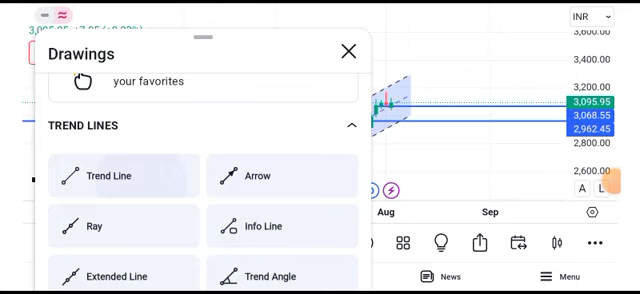 INR
3,600.00
3,400.00
3,200.00
3,095.95
3,068.55
2,962.45
2,800.00
2,600.00
A L
Drawings
your favorites
TREND LINES
Trend Line
Arrow
Ray
Info Line
Extended Line
Trend Angle
Aug
Sep
News
Menu